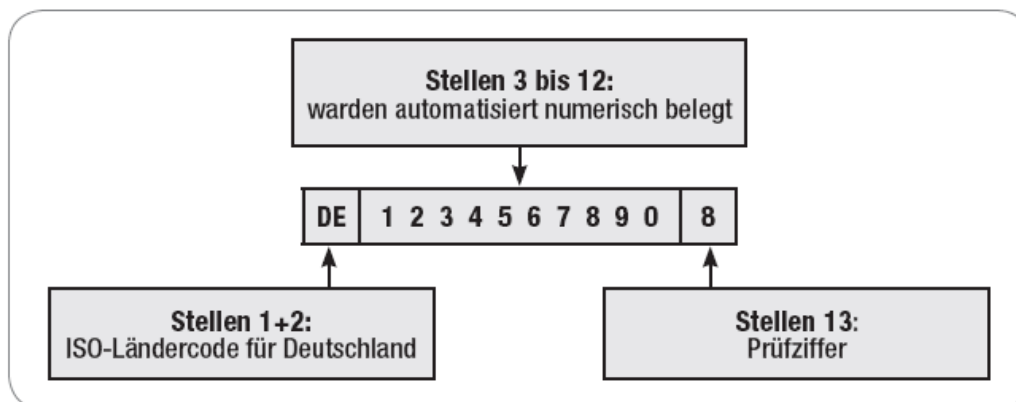 Stellen 3 bis 12:
warden automatisiert numerisch belegt
DE 1 2 3 4 5 6 7 8 9 0 8
Stellen 1+2:
ISO-Ländercode für Deutschland
Stellen 13:
Prüfziffer